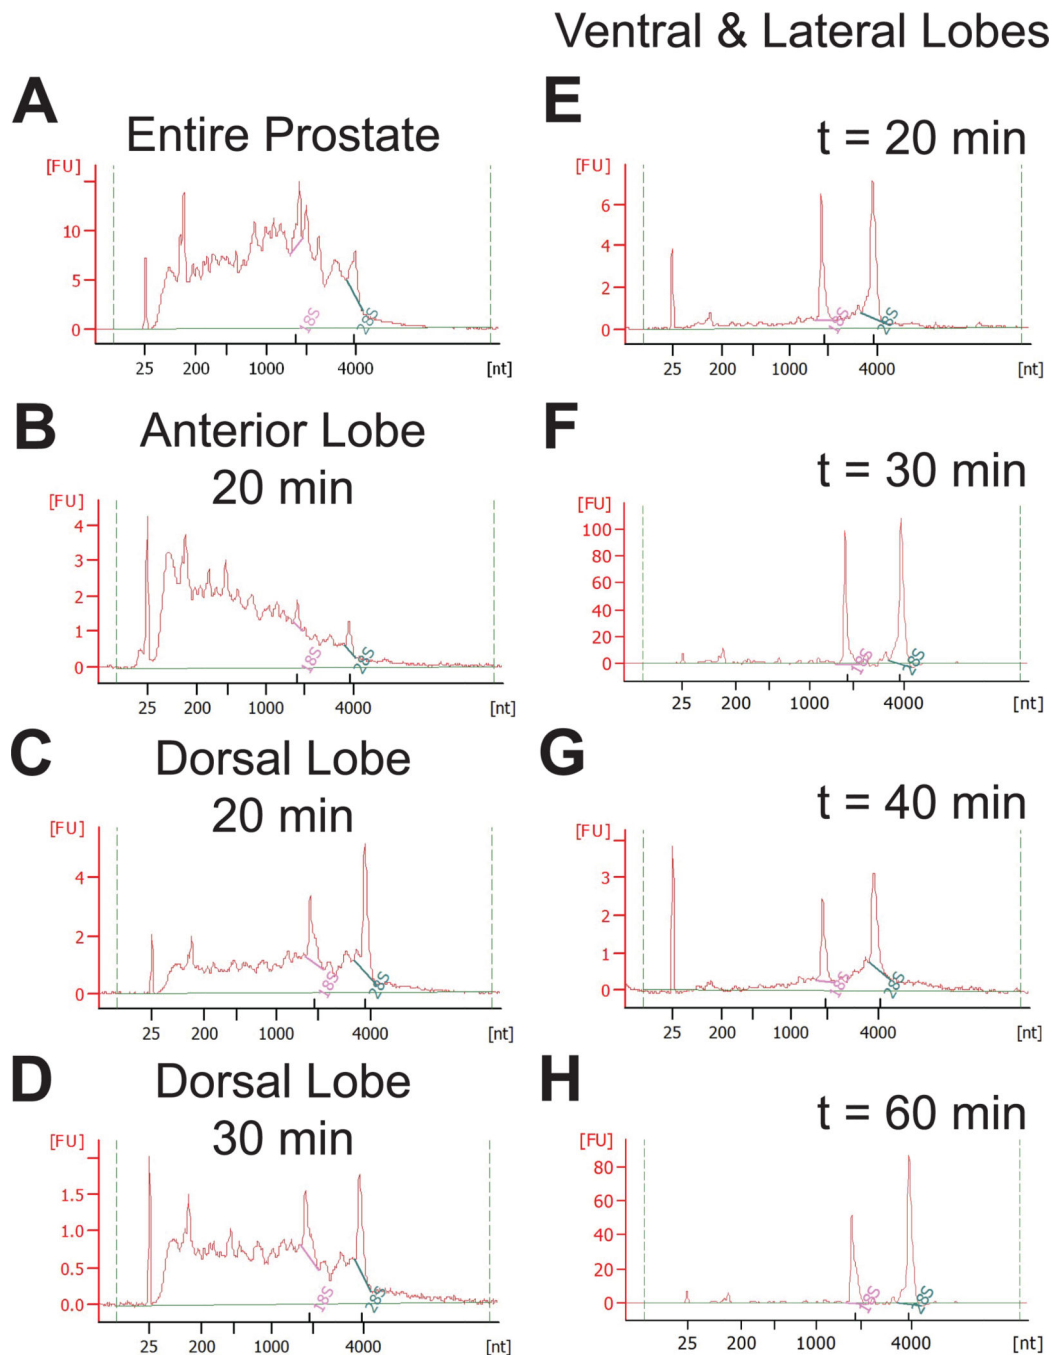 Ventral & Lateral Lobes
A
Entire Prostate
[FU]
10
5
0
18S
28S
25 200 1000 4000 [nt]
B
Anterior Lobe
20 min
[FU]
4
3
2
1
0
18S
28S
25 200 1000 4000 [nt]
C
Dorsal Lobe
20 min
[FU]
4
2
0
18S
28S
25 200 1000 4000 [nt]
D
Dorsal Lobe
30 min
[FU]
1.5
1.0
0.5
0.0
18S
28S
25 200 1000 4000 [nt]
E
t = 20 min
[FU]
6
4
2
0
18S
28S
25 200 1000 4000 [nt]
F
t = 30 min
[FU]
100
80
60
40
20
0
18S
28S
25 200 1000 4000 [nt]
G
t = 40 min
[FU]
3
2
1
0
18S
28S
25 200 1000 4000 [nt]
H
t = 60 min
[FU]
80
60
40
20
0
18S
28S
25 200 1000 4000 [nt]